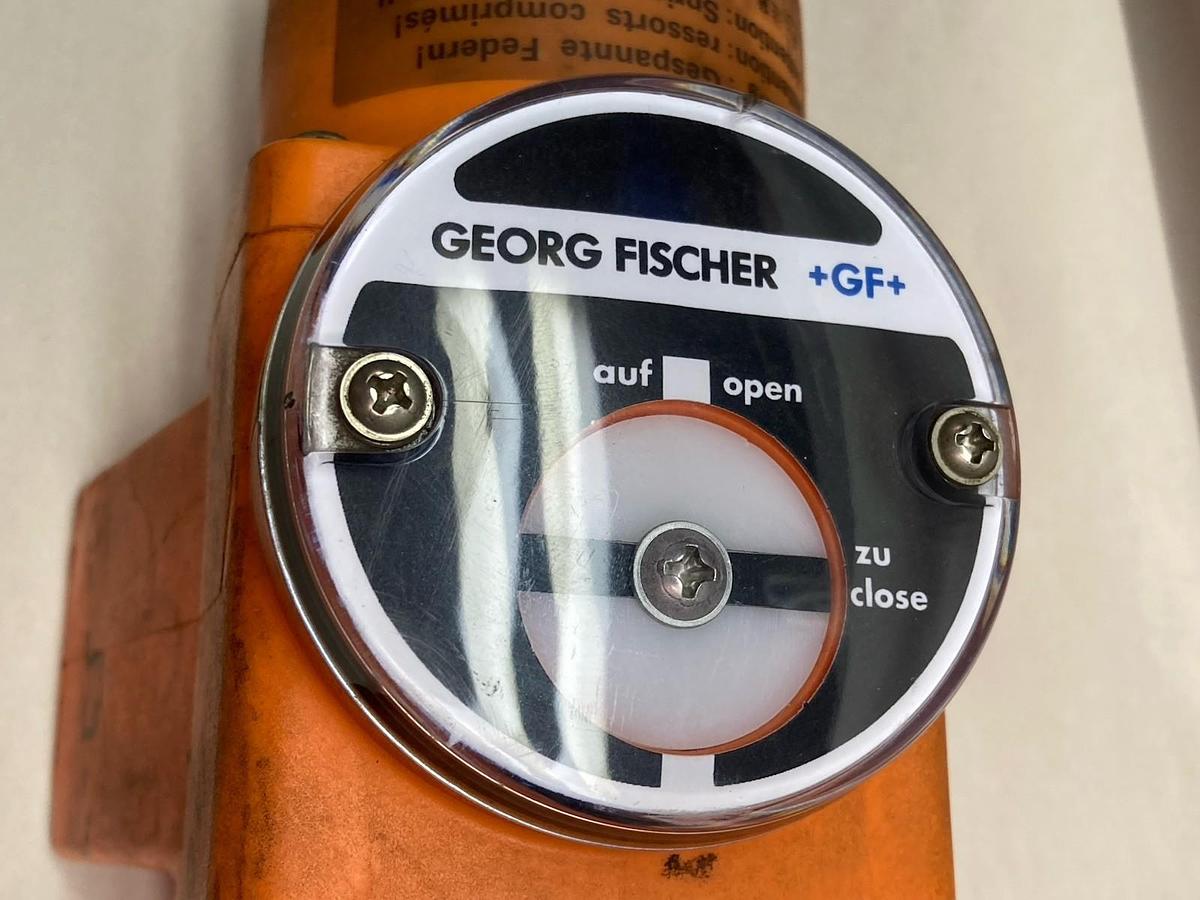 Gespannte Federn!
: ressorts comprimés!
GEORG FISCHER +GF+
auf open
zu
close